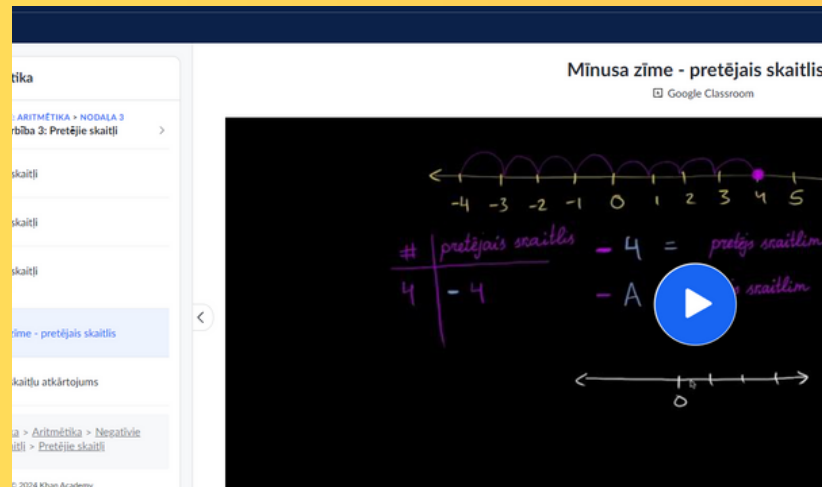 tika
: ARITMĒTIKA > NODAĻA 3
rbība 3: Pretējie skaitļi
skaitļi
skaitļi
skaitļi
zīme - pretējais skaitlis
skaitļu atkārtojums
a > Aritmētika > Negatīvie
itļi > Pretējie skaitļi
© 2024 Khan Academy
Mīnusa zīme - pretējais skaitlis
Google Classroom
-4 -3 -2 -1 0 1 2 3 4 5
# pretējais skaitlis - 4 = pretējs skaitlim
4 - 4 - A skaitlim
0